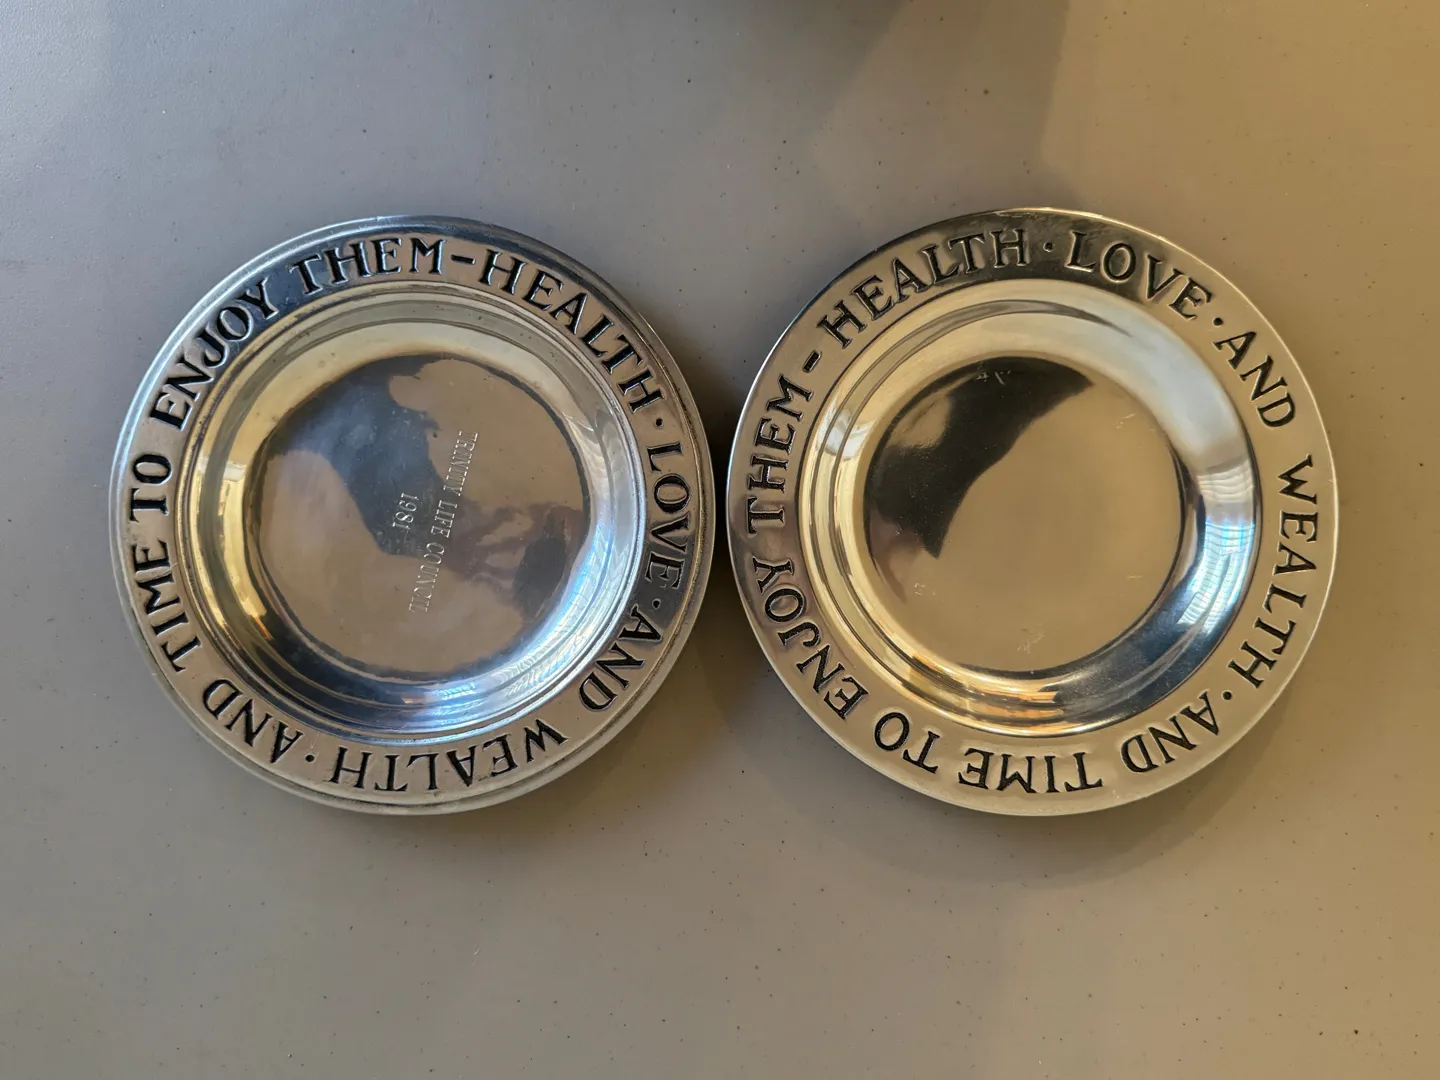 HEALTH · LOVE · AND WEALTH · AND TIME TO ENJOY THEM –
TRINITY LIFE COUNCIL
1981
HEALTH · LOVE · AND WEALTH · AND TIME TO ENJOY THEM –